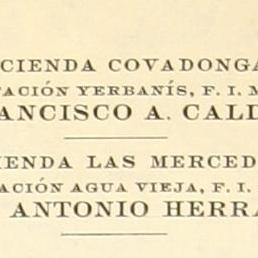 CIENDA COVADONGA
TACIÓN YERBANÍS, F. I. M
ANCISCO A. CALD
IENDA LAS MERCED
ACIÓN AGUA VIEJA, F. I.
ANTONIO HERRA